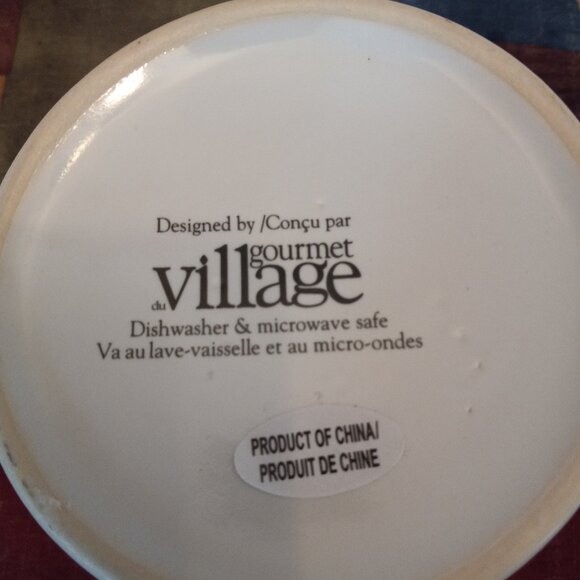 Designed by /Conçu par
gourmet
du village
Dishwasher & microwave safe
Va au lave-vaisselle et au micro-ondes
PRODUCT OF CHINA/
PRODUIT DE CHINE